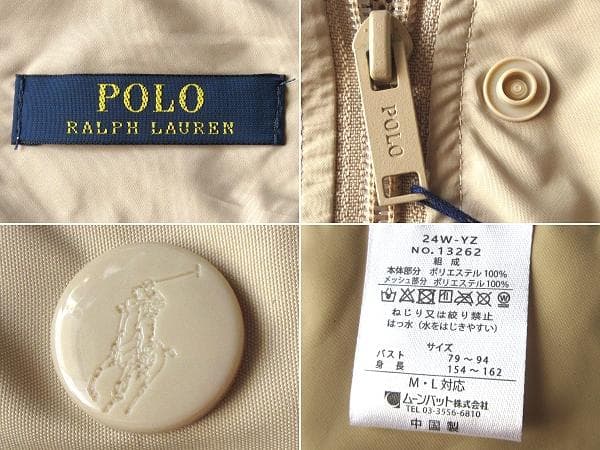 POLO
RALPH LAUREN
POLO
24W-YZ
NO.13262
組成
本体部分 ポリエステル100%
メッシュ部分 ポリエステル100%
ねじり又は絞り禁止
はっ水（水をはじきやすい）
サイズ
バスト 79～94
身長 154～162
M・L対応
ムーンバット株式会社
TEL 03-3556-6810
中国製